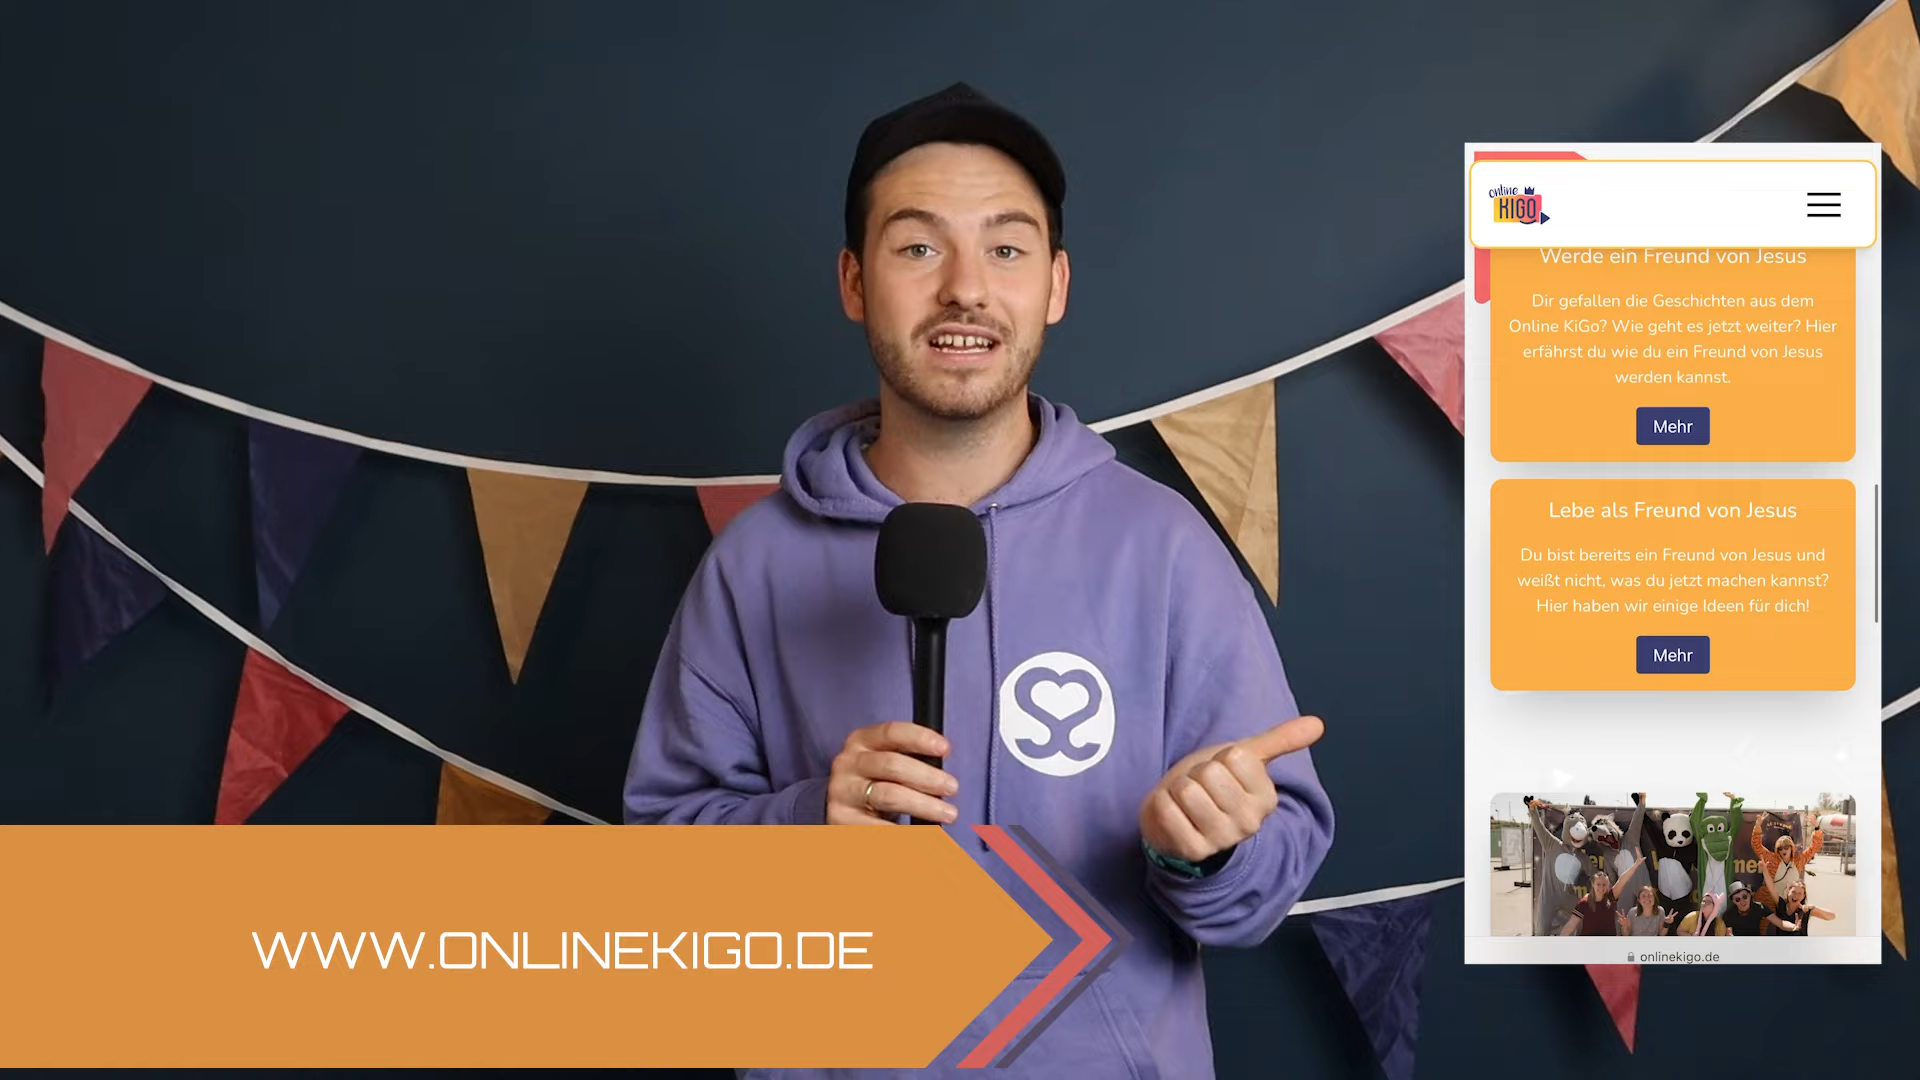 online
KIGO
Werde ein Freund von Jesus
Dir gefallen die Geschichten aus dem
Online KiGo? Wie geht es jetzt weiter? Hier
erfährst du wie du ein Freund von Jesus
werden kannst.
Mehr
Lebe als Freund von Jesus
Du bist bereits ein Freund von Jesus und
weißt nicht, was du jetzt machen kannst?
Hier haben wir einige Ideen für dich!
Mehr
onlinekigo.de
WWW.ONLINEKIGO.DE